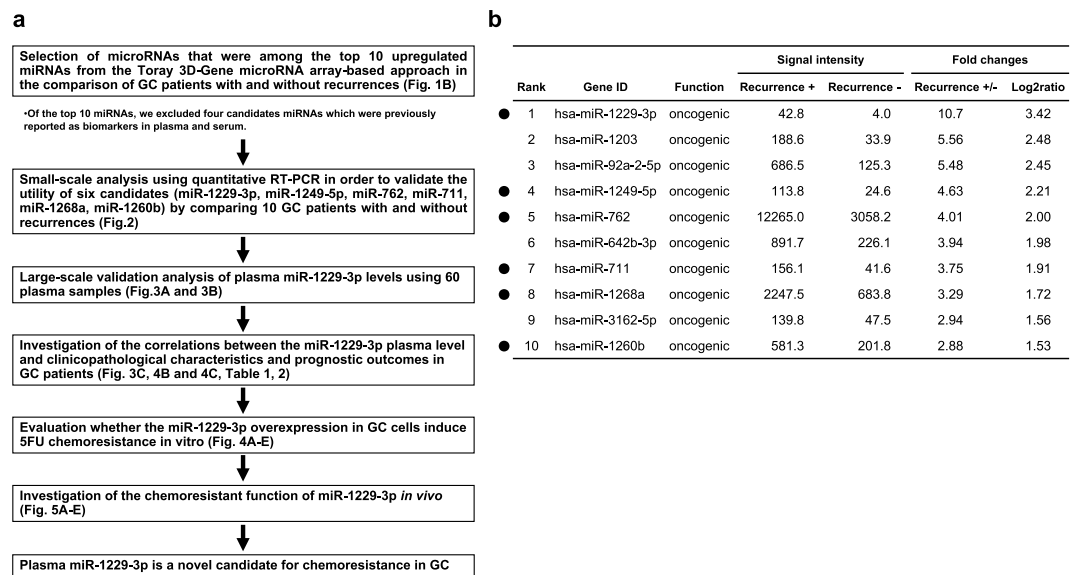 a
Selection of microRNAs that were among the top 10 upregulated
miRNAs from the Toray 3D-Gene microRNA array-based approach in
the comparison of GC patients with and without recurrences (Fig. 1B)
•Of the top 10 miRNAs, we excluded four candidates miRNAs which were previously
reported as biomarkers in plasma and serum.
Small-scale analysis using quantitative RT-PCR in order to validate the
utility of six candidates (miR-1229-3p, miR-1249-5p, miR-762, miR-711,
miR-1268a, miR-1260b) by comparing 10 GC patients with and without
recurrences (Fig.2)
Large-scale validation analysis of plasma miR-1229-3p levels using 60
plasma samples (Fig.3A and 3B)
Investigation of the correlations between the miR-1229-3p plasma level
and clinicopathological characteristics and prognostic outcomes in
GC patients (Fig. 3C, 4B and 4C, Table 1, 2)
Evaluation whether the miR-1229-3p overexpression in GC cells induce
5FU chemoresistance in vitro (Fig. 4A-E)
Investigation of the chemoresistant function of miR-1229-3p in vivo
(Fig. 5A-E)
Plasma miR-1229-3p is a novel candidate for chemoresistance in GC
b
Signal intensity Fold changes
Rank Gene ID Function Recurrence + Recurrence - Recurrence +/- Log2ratio
● 1 hsa-miR-1229-3p oncogenic 42.8 4.0 10.7 3.42
2 hsa-miR-1203 oncogenic 188.6 33.9 5.56 2.48
3 hsa-miR-92a-2-5p oncogenic 686.5 125.3 5.48 2.45
● 4 hsa-miR-1249-5p oncogenic 113.8 24.6 4.63 2.21
● 5 hsa-miR-762 oncogenic 12265.0 3058.2 4.01 2.00
6 hsa-miR-642b-3p oncogenic 891.7 226.1 3.94 1.98
● 7 hsa-miR-711 oncogenic 156.1 41.6 3.75 1.91
● 8 hsa-miR-1268a oncogenic 2247.5 683.8 3.29 1.72
9 hsa-miR-3162-5p oncogenic 139.8 47.5 2.94 1.56
● 10 hsa-miR-1260b oncogenic 581.3 201.8 2.88 1.53